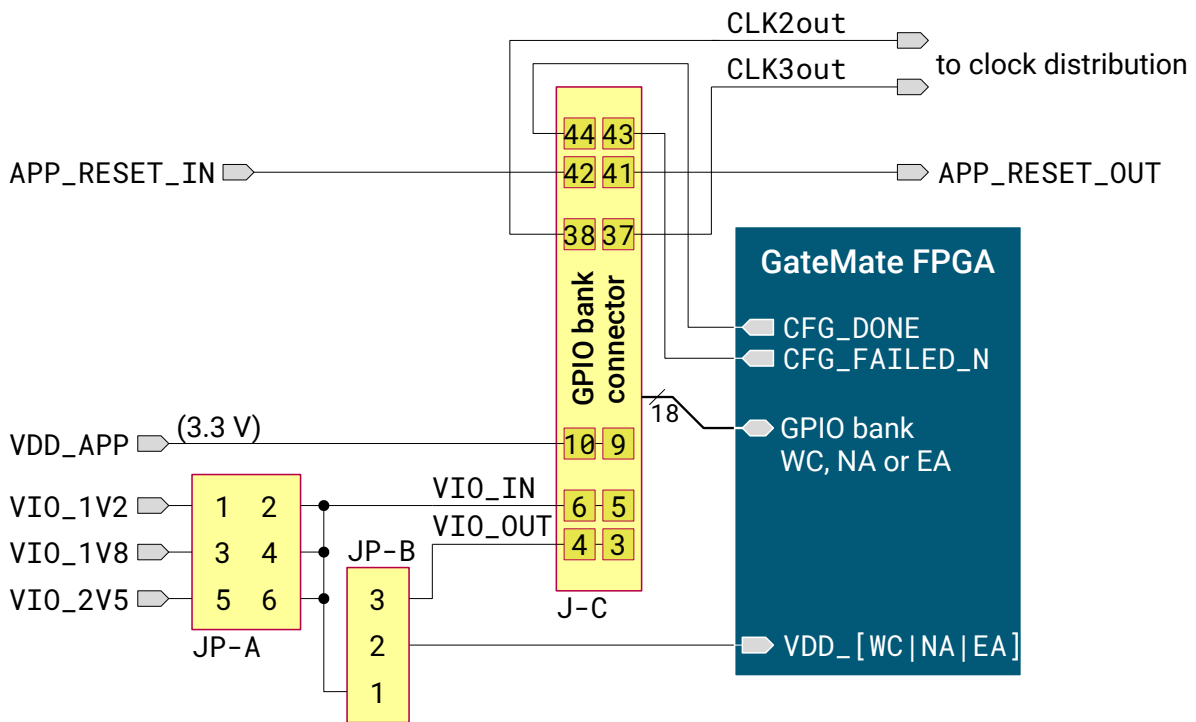 CLK2out
to clock distribution
CLK3out
44 43
APP_RESET_IN
42 41
APP_RESET_OUT
38 37
GateMate FPGA
GPIO bank
connector
CFG_DONE
CFG_FAILED_N
18
GPIO bank
WC, NA or EA
VDD_APP
(3.3 V)
10 9
VIO_IN
VIO_1V2
1 2
6 5
VIO_OUT
VIO_1V8
3 4
JP-B
4 3
VIO_2V5
5 6
3
J-C
JP-A
2
VDD_[WC|NA|EA]
1